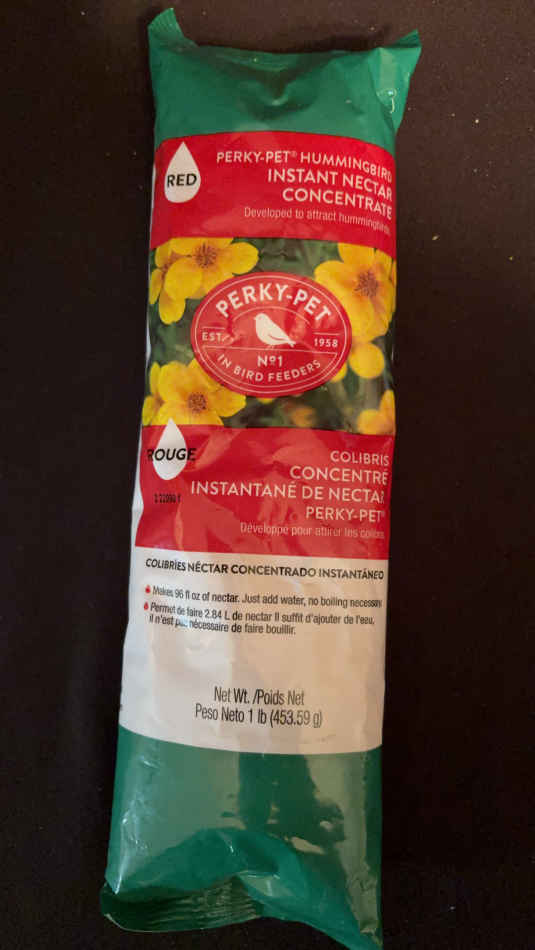 RED
PERKY-PET® HUMMINGBIRD
INSTANT NECTAR
CONCENTRATE
Developed to attract hummingbirds
PERKY-PET
EST. 1958
Nº1
IN BIRD FEEDERS
ROUGE
COLIBRIS
CONCENTRÉ
INSTANTANÉ DE NECTAR
PERKY-PET®
Développé pour attirer les colibris
COLIBRÍES NÉCTAR CONCENTRADO INSTANTÁNEO
Makes 96 fl oz of nectar. Just add water, no boiling necessary.
Permet de faire 2.84 L de nectar Il suffit d'ajouter de l'eau,
il n'est pas nécessaire de faire bouillir.
Net Wt. /Poids Net
Peso Neto 1 lb (453.59 g)